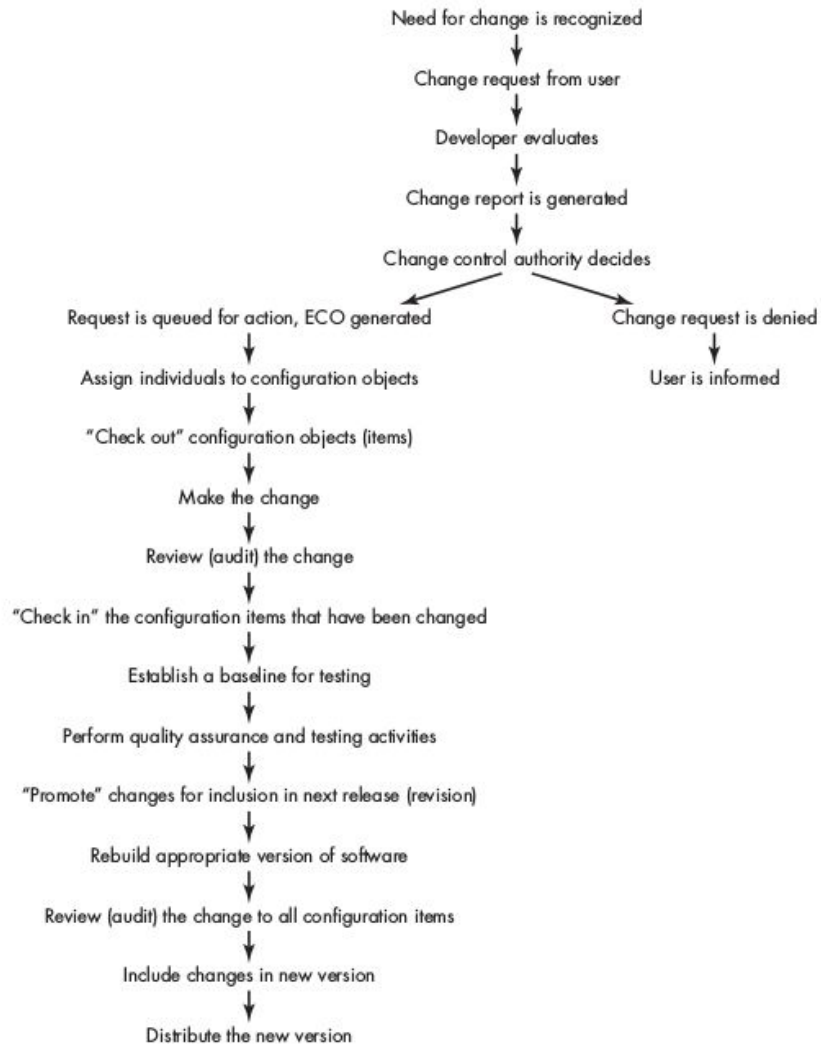 Need for change is recognized
Change request from user
Developer evaluates
Change report is generated
Change control authority decides
Request is queued for action, ECO generated
Change request is denied
Assign individuals to configuration objects
User is informed
“Check out” configuration objects (items)
Make the change
Review (audit) the change
“Check in” the configuration items that have been changed
Establish a baseline for testing
Perform quality assurance and testing activities
“Promote” changes for inclusion in next release (revision)
Rebuild appropriate version of software
Review (audit) the change to all configuration items
Include changes in new version
Distribute the new version